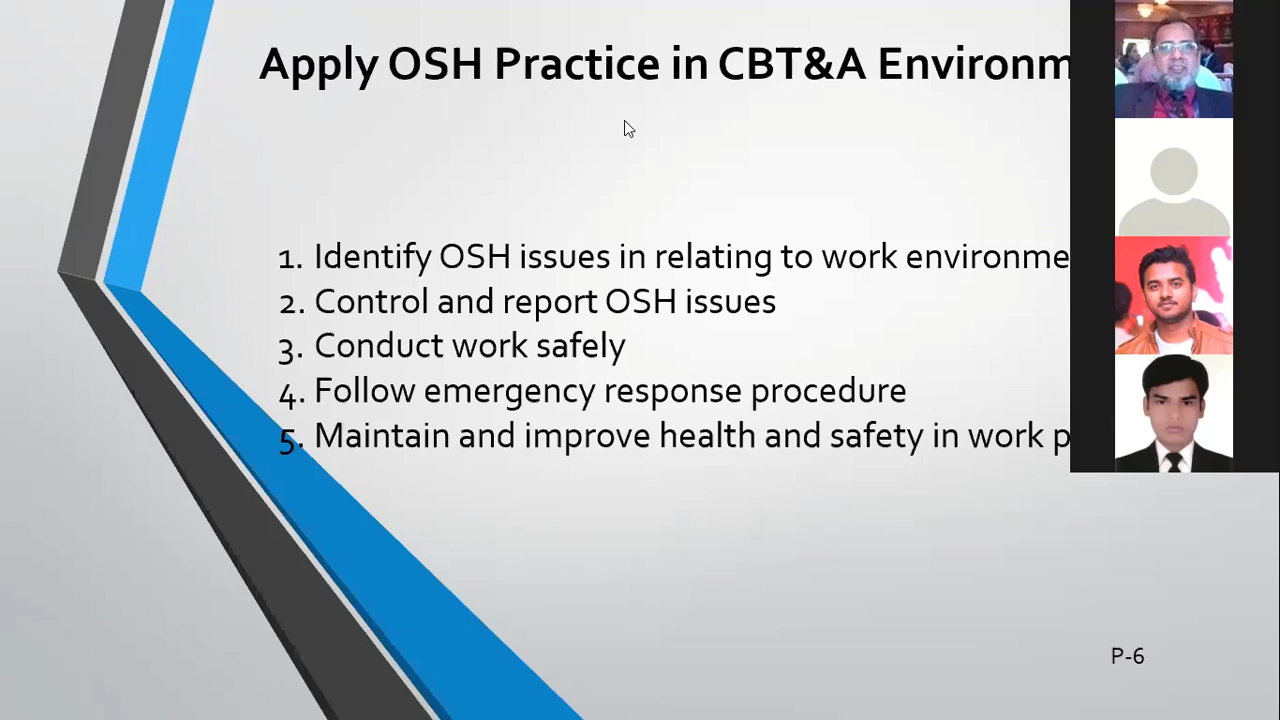 Apply OSH Practice in CBT&A Environm
1. Identify OSH issues in relating to work environme
2. Control and report OSH issues
3. Conduct work safely
4. Follow emergency response procedure
5. Maintain and improve health and safety in work p
P-6